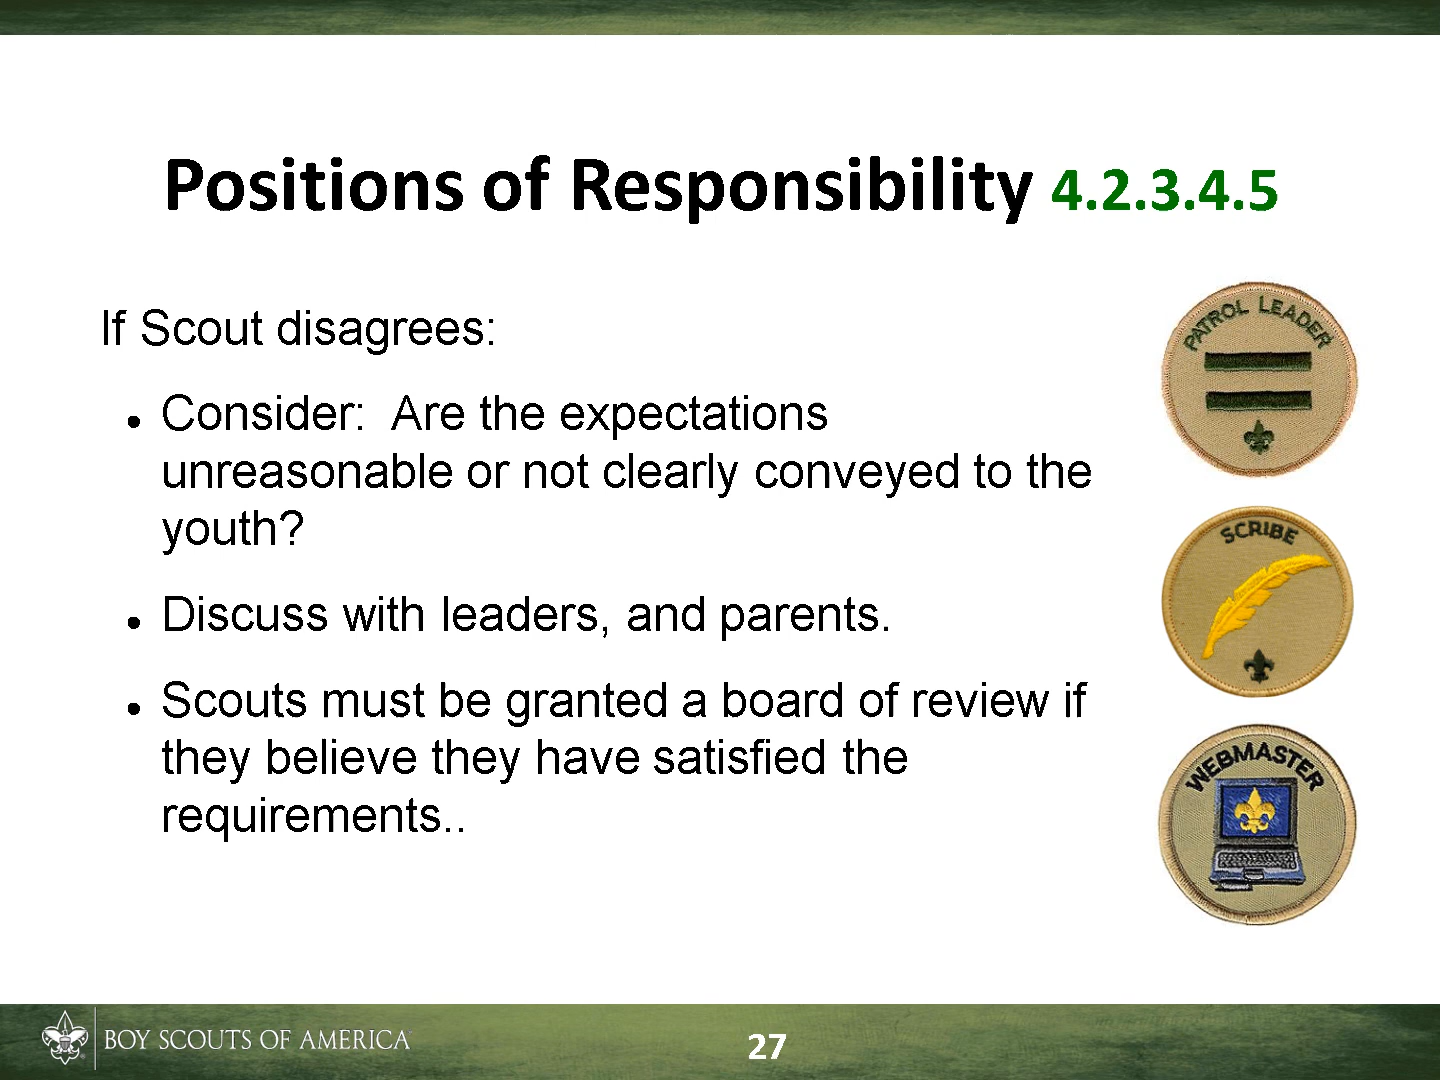 Positions of Responsibility 4.2.3.4.5
If Scout disagrees:
● Consider:  Are the expectations
unreasonable or not clearly conveyed to the
youth?
● Discuss with leaders, and parents.
● Scouts must be granted a board of review if
they believe they have satisfied the
requirements..
PATROL LEADER
SCRIBE
WEBMASTER
BOY SCOUTS OF AMERICA
27